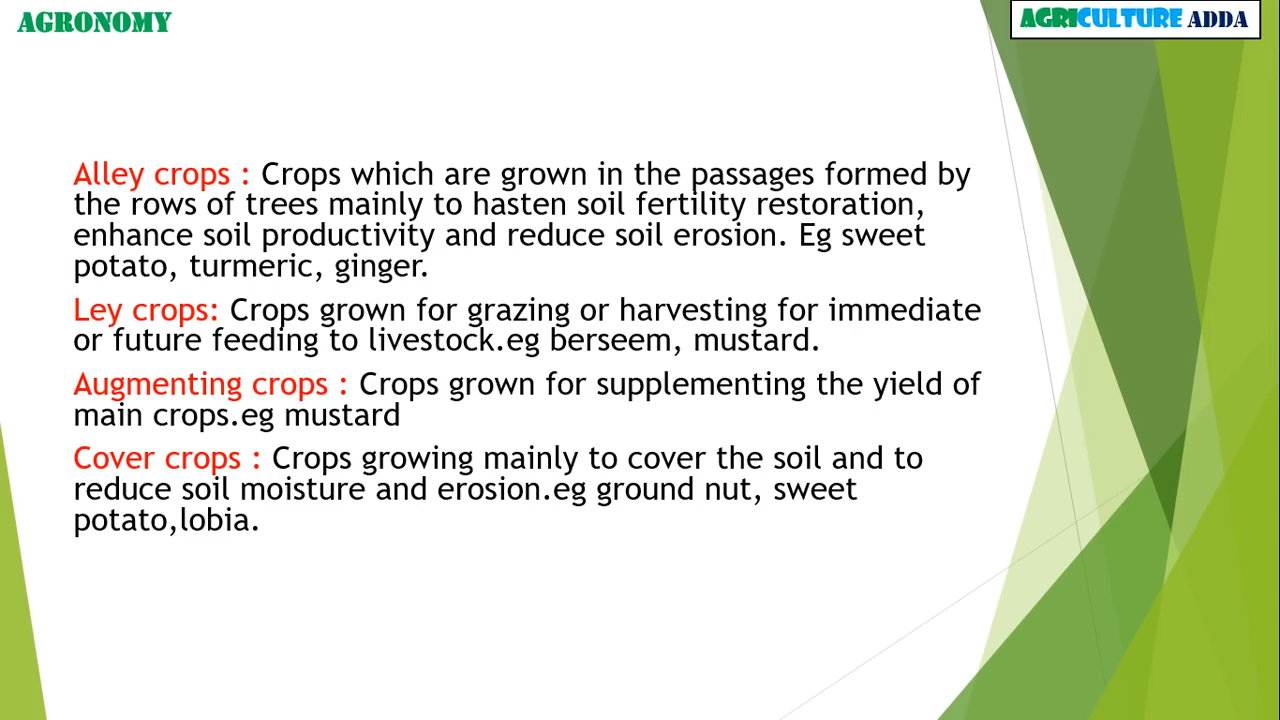 AGRONOMY
AGRICULTURE ADDA
Alley crops : Crops which are grown in the passages formed by
the rows of trees mainly to hasten soil fertility restoration,
enhance soil productivity and reduce soil erosion. Eg sweet
potato, turmeric, ginger.
Ley crops: Crops grown for grazing or harvesting for immediate
or future feeding to livestock.eg berseem, mustard.
Augmenting crops : Crops grown for supplementing the yield of
main crops.eg mustard
Cover crops : Crops growing mainly to cover the soil and to
reduce soil moisture and erosion.eg ground nut, sweet
potato,lobia.